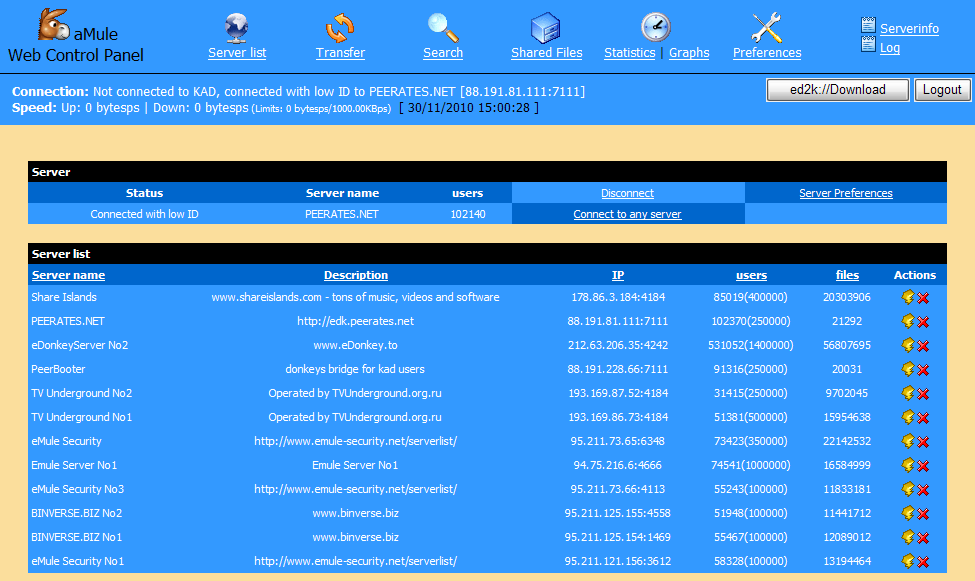 aMule
Web Control Panel
Server list
Transfer
Search
Shared Files
Statistics | Graphs
Preferences
Serverinfo
Log
Connection: Not connected to KAD, connected with low ID to PEERATES.NET [88.191.81.111:7111]
Speed: Up: 0 bytesps | Down: 0 bytesps (Limits: 0 bytesps/1000.00KBps) [ 30/11/2010 15:00:28 ]
ed2k://Download
Logout
Server
Status Server name users Disconnect Server Preferences
Connected with low ID PEERATES.NET 102140 Connect to any server
Server list
Server name Description IP users files Actions
Share Islands www.shareislands.com - tons of music, videos and software 178.86.3.184:4184 85019(400000) 20303906
PEERATES.NET http://edk.peerates.net 88.191.81.111:7111 102370(250000) 21292
eDonkeyServer No2 www.eDonkey.to 212.63.206.35:4242 531052(1400000) 56807695
PeerBooter donkeys bridge for kad users 88.191.228.66:7111 91316(250000) 20031
TV Underground No2 Operated by TVUnderground.org.ru 193.169.87.52:4184 31415(250000) 9702045
TV Underground No1 Operated by TVUnderground.org.ru 193.169.86.73:4184 51381(500000) 15954638
eMule Security http://www.emule-security.net/serverlist/ 95.211.73.65:6348 73423(350000) 22142532
Emule Server No1 Emule Server No1 94.75.216.6:4666 74541(1000000) 16584999
eMule Security No3 http://www.emule-security.net/serverlist/ 95.211.73.66:4113 55243(100000) 11833181
BINVERSE.BIZ No2 www.binverse.biz 95.211.125.155:4558 51948(100000) 11441712
BINVERSE.BIZ No1 www.binverse.biz 95.211.125.154:1469 55467(100000) 12089012
eMule Security No1 http://www.emule-security.net/serverlist/ 95.211.121.156:3612 58328(100000) 13194464